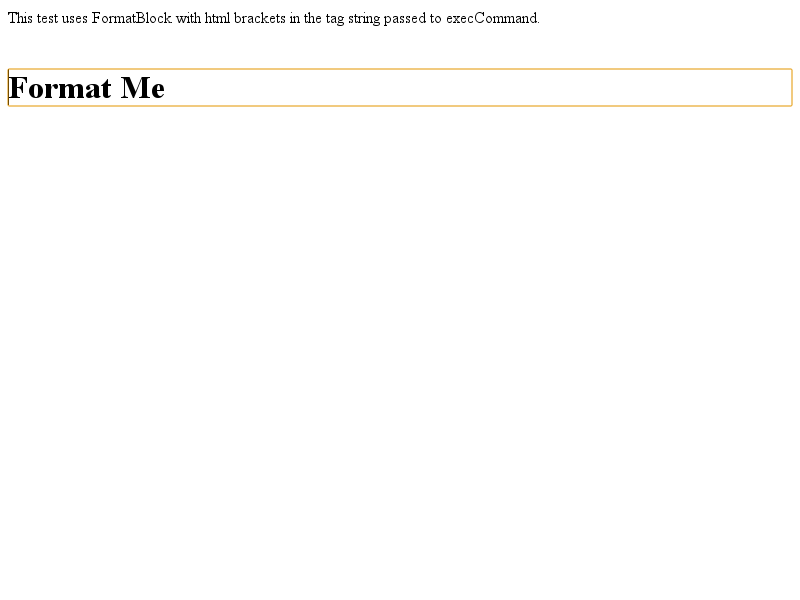 This test uses FormatBlock with html brackets in the tag string passed to execCommand.
Format Me